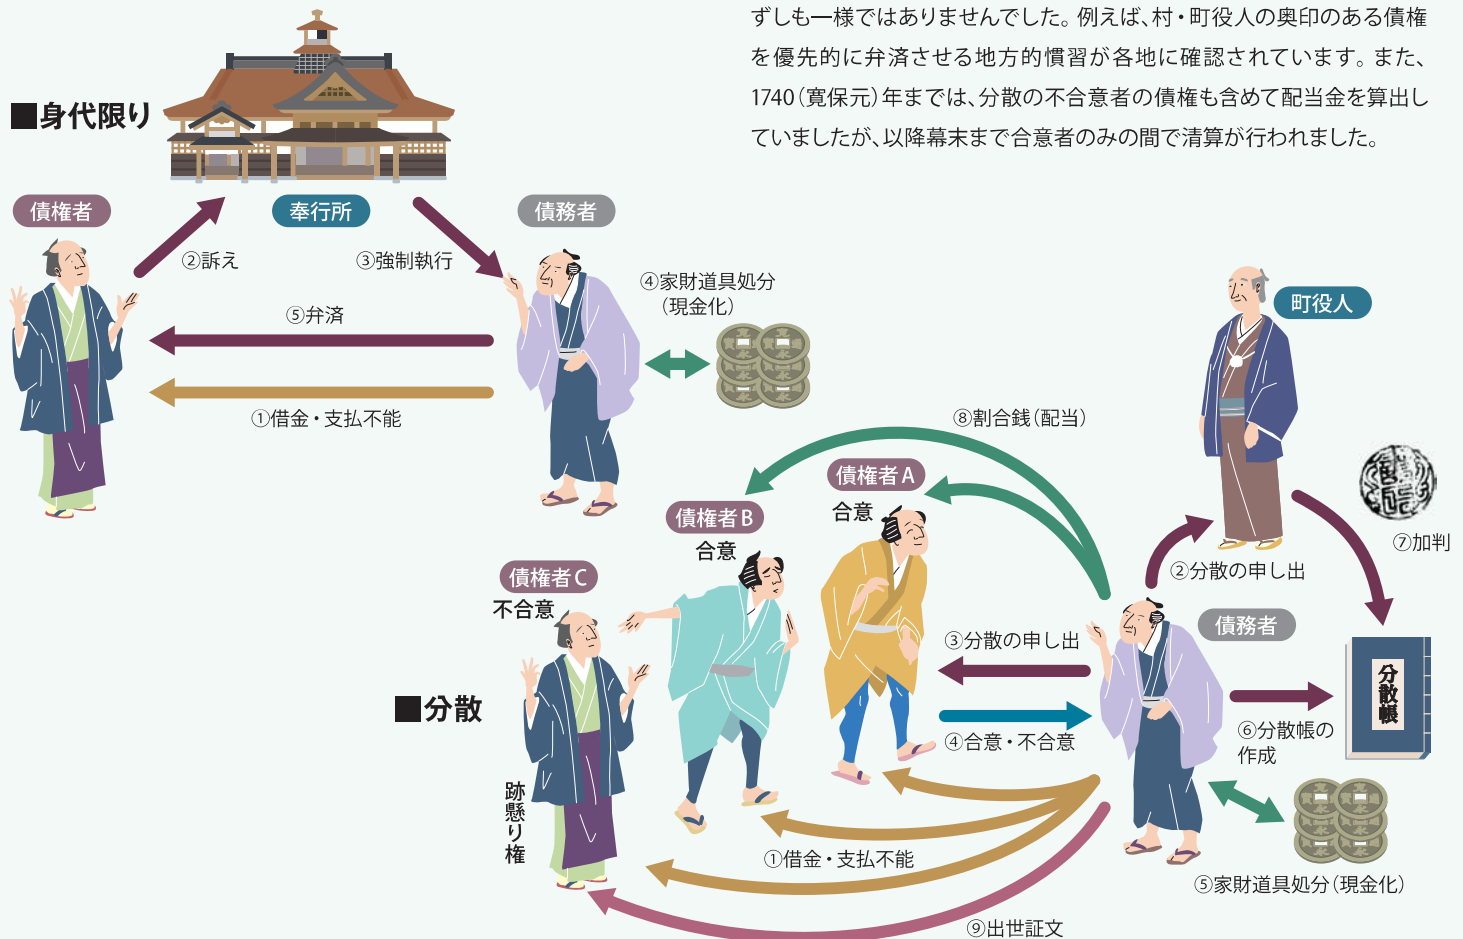 ずしも一様ではありませんでした。例えば、村・町役人の奥印のある債権
を優先的に弁済させる地方的慣習が各地に確認されています。また、
1740（寛保元）年までは、分散の不合意者の債権も含めて配当金を算出し
ていましたが、以降幕末まで合意者のみの間で清算が行われました。
■身代限り
債権者
奉行所
債務者
②訴え
③強制執行
④家財道具処分
（現金化）
⑤弁済
①借金・支払不能
町役人
⑧割合銭（配当）
債権者A
合意
債権者B
合意
債権者C
不合意
⑦加判
②分散の申し出
債務者
③分散の申し出
■分散
分散帳
④合意・不合意
⑥分散帳の
作成
跡懸り権
①借金・支払不能
⑤家財道具処分（現金化）
⑨出世証文